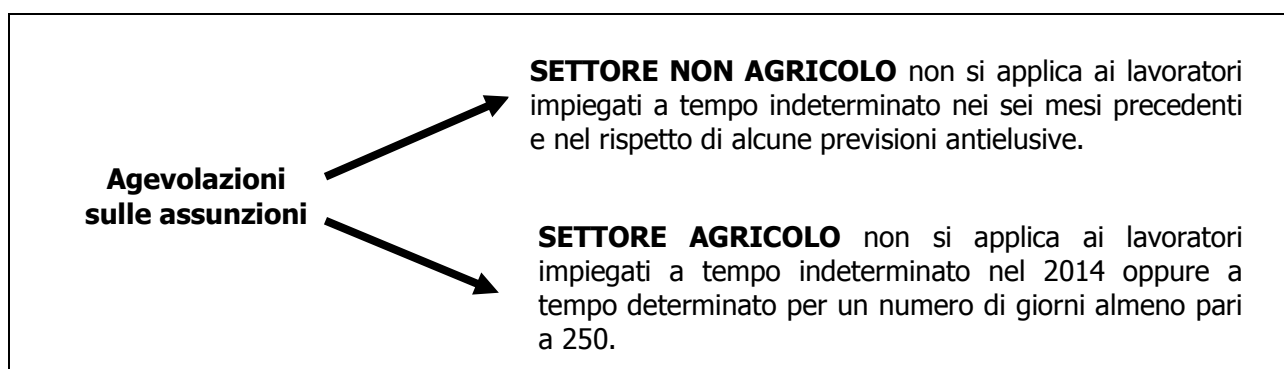 Agevolazioni
sulle assunzioni
SETTORE NON AGRICOLO non si applica ai lavoratori
impiegati a tempo indeterminato nei sei mesi precedenti
e nel rispetto di alcune previsioni antielusive.
SETTORE AGRICOLO non si applica ai lavoratori
impiegati a tempo indeterminato nel 2014 oppure a
tempo determinato per un numero di giorni almeno pari
a 250.